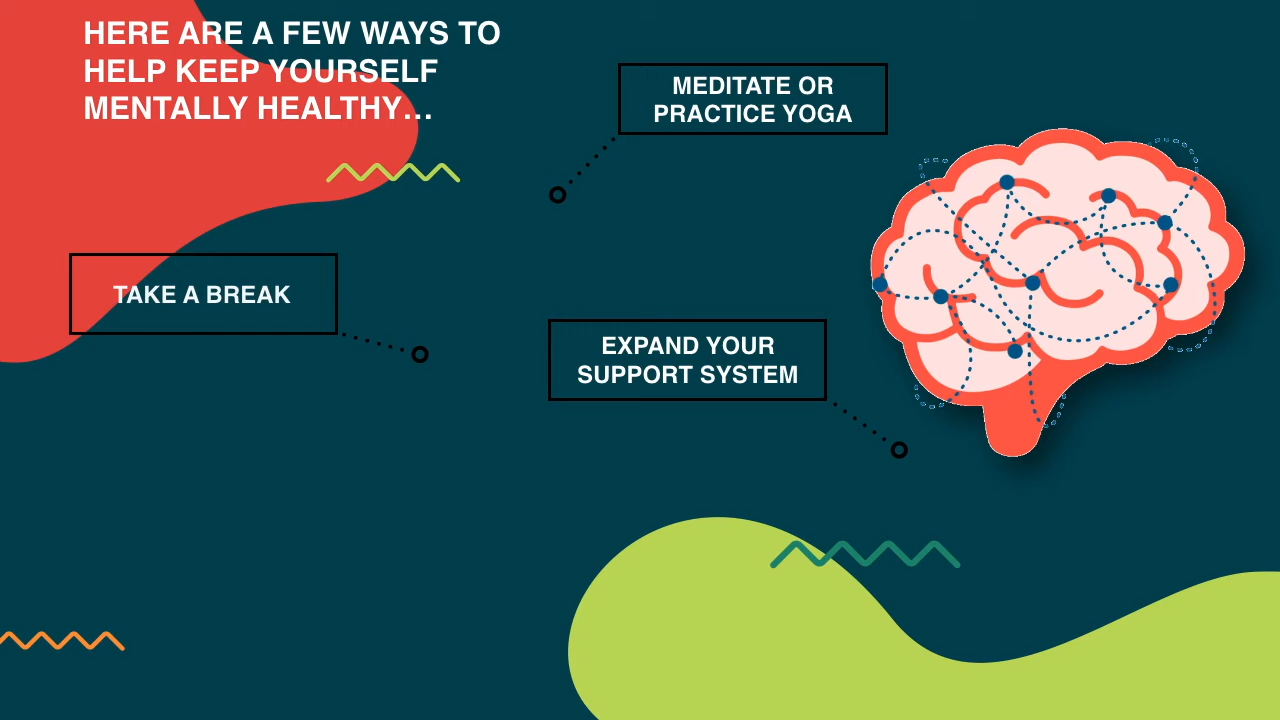 HERE ARE A FEW WAYS TO
HELP KEEP YOURSELF
MENTALLY HEALTHY...
MEDITATE OR
PRACTICE YOGA
TAKE A BREAK
EXPAND YOUR
SUPPORT SYSTEM